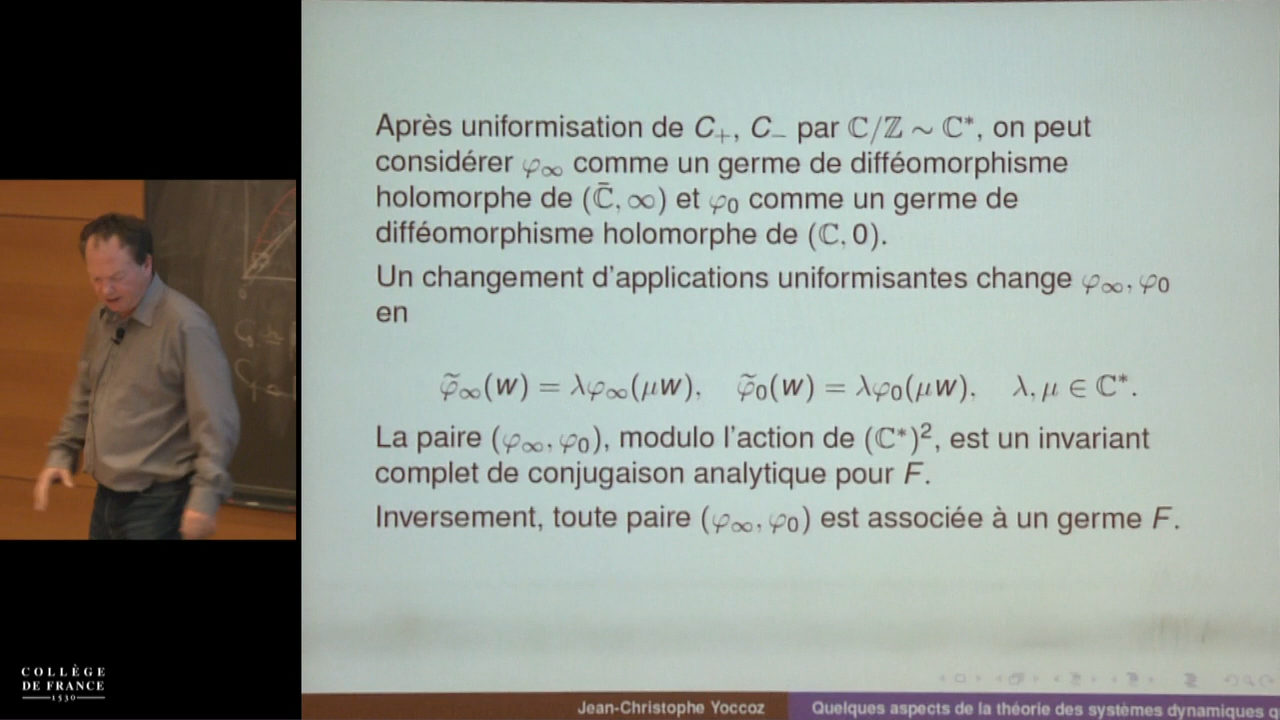 Après uniformisation de C₊, C₋ par ℂ/ℤ ∼ ℂ*, on peut
considérer φ∞ comme un germe de difféomorphisme
holomorphe de (ℂ̄, ∞) et φ₀ comme un germe de
difféomorphisme holomorphe de (ℂ, 0).
Un changement d'applications uniformisantes change φ∞, φ₀
en
φ̃∞(w) = λφ∞(μw), φ̃₀(w) = λφ₀(μw), λ, μ ∈ ℂ*.
La paire (φ∞, φ₀), modulo l'action de (ℂ*)², est un invariant
complet de conjugaison analytique pour F.
Inversement, toute paire (φ∞, φ₀) est associée à un germe F.
COLLÈGE
DE FRANCE
1530
Jean-Christophe Yoccoz
Quelques aspects de la théorie des systèmes dynamiques q